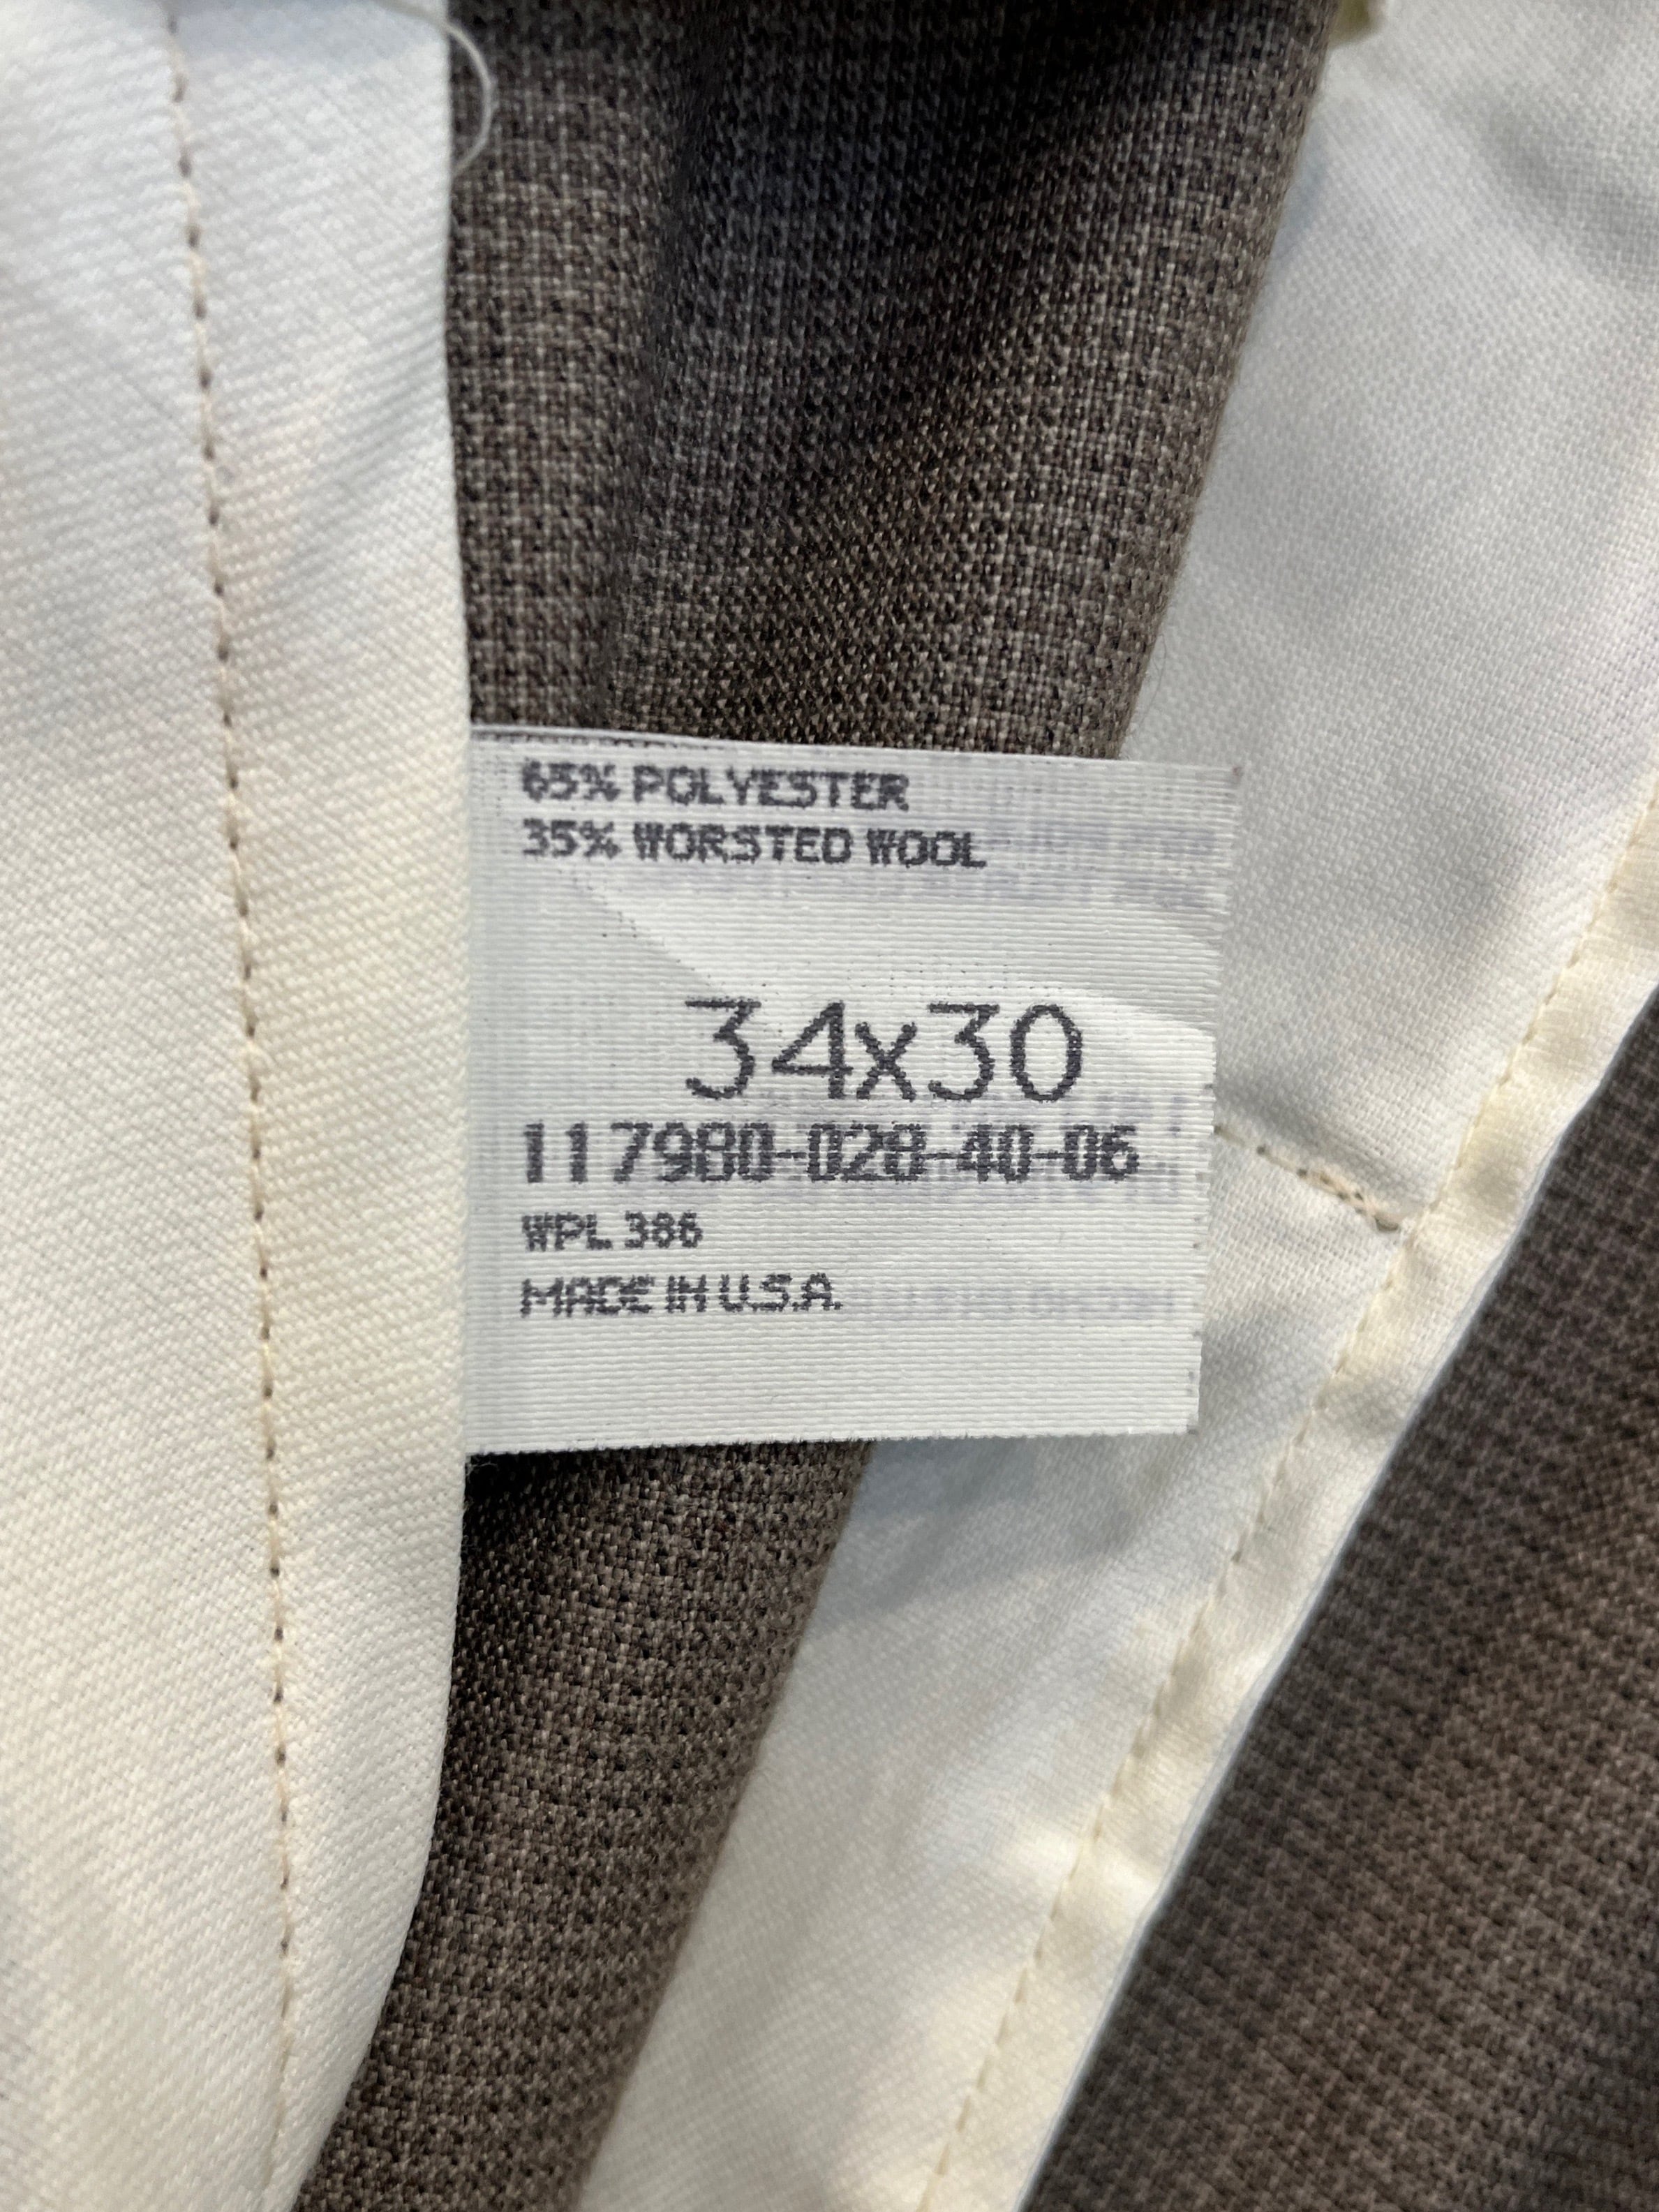 65% POLYESTER
35% WORSTED WOOL
34x30
117980-028-40-06
WPL 386
MADE IN U.S.A.